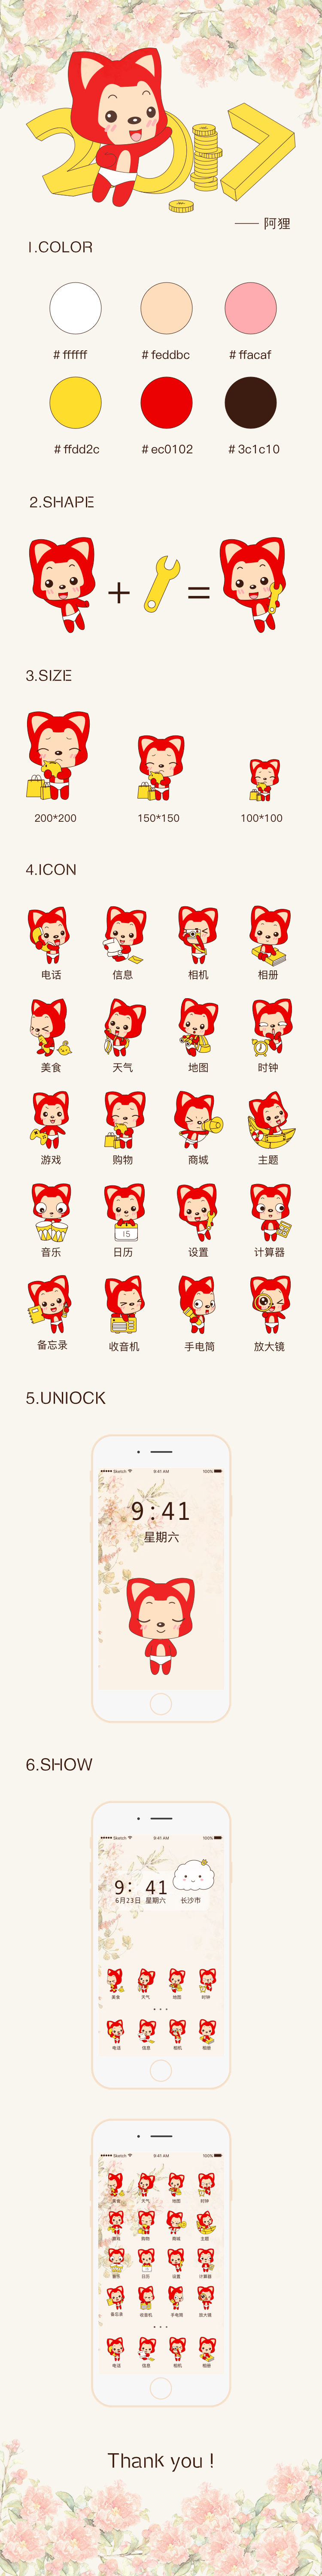 2017
—— 阿狸
1.COLOR
# ffffff # feddbc # ffacaf
# ffdd2c # ec0102 # 3c1c10
2.SHAPE
+ =
3.SIZE
200*200 150*150 100*100
4.ICON
电话 信息 相机 相册
美食 天气 地图 时钟
游戏 购物 商城 主题
15
音乐 日历 设置 计算器
备忘录 收音机 手电筒 放大镜
5.UNIOCK
Sketch 9:41 AM 100%
9:41
星期六
6.SHOW
Sketch 9:41 AM 100%
9: 41
6月23日 星期六 长沙市
美食 天气 地图 时钟
电话 信息 相机 相册
Sketch 9:41 AM 100%
美食 天气 地图 时钟
游戏 购物 商城 主题
音乐 日历 设置 计算器
备忘录 收音机 手电筒 放大镜
电话 信息 相机 相册
Thank you !